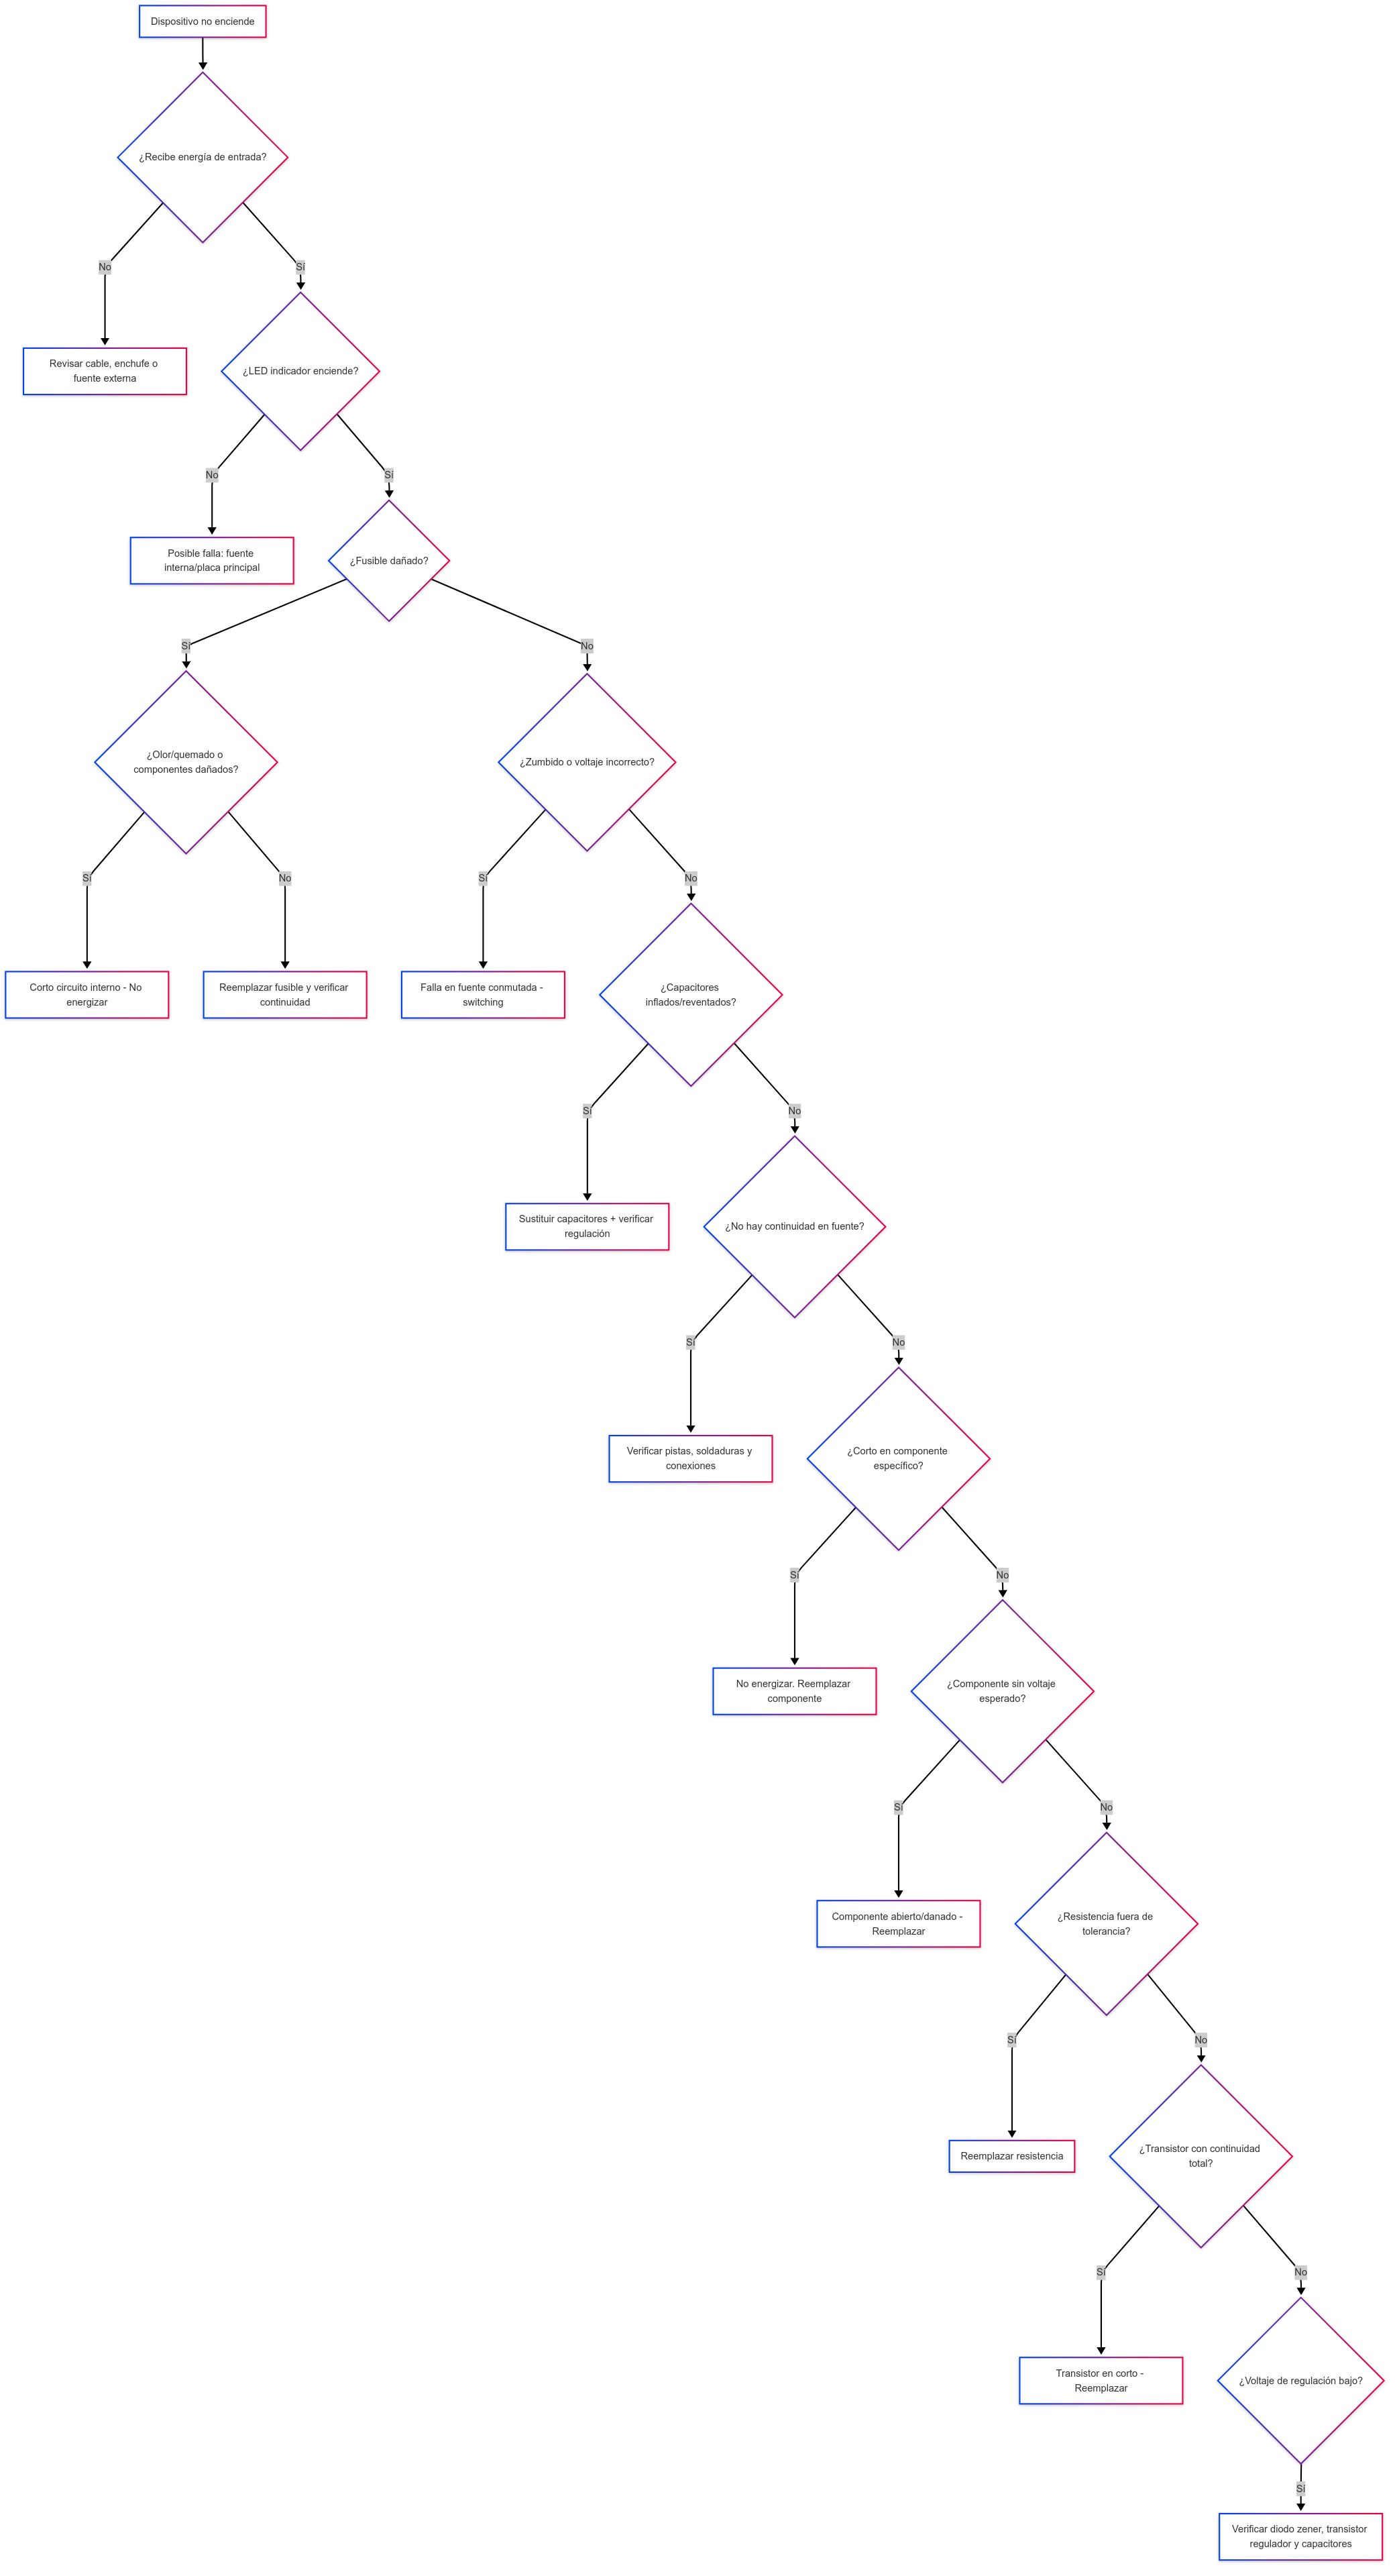 Dispositivo no enciende
¿Recibe energía de entrada?
No
Sí
Revisar cable, enchufe o
fuente externa
¿LED indicador enciende?
No
Sí
Posible falla: fuente
interna/placa principal
¿Fusible dañado?
Sí
No
¿Olor/quemado o
componentes dañados?
¿Zumbido o voltaje incorrecto?
Sí
No
Sí
No
Corto circuito interno - No
energizar
Reemplazar fusible y verificar
continuidad
Falla en fuente conmutada -
switching
¿Capacitores
inflados/reventados?
Sí
No
Sustituir capacitores + verificar
regulación
¿No hay continuidad en fuente?
Sí
No
Verificar pistas, soldaduras y
conexiones
¿Corto en componente
específico?
Sí
No
No energizar. Reemplazar
componente
¿Componente sin voltaje
esperado?
Sí
No
Componente abierto/danado -
Reemplazar
¿Resistencia fuera de
tolerancia?
Sí
No
Reemplazar resistencia
¿Transistor con continuidad
total?
Sí
No
Transistor en corto -
Reemplazar
¿Voltaje de regulación bajo?
Sí
Verificar diodo zener, transistor
regulador y capacitores